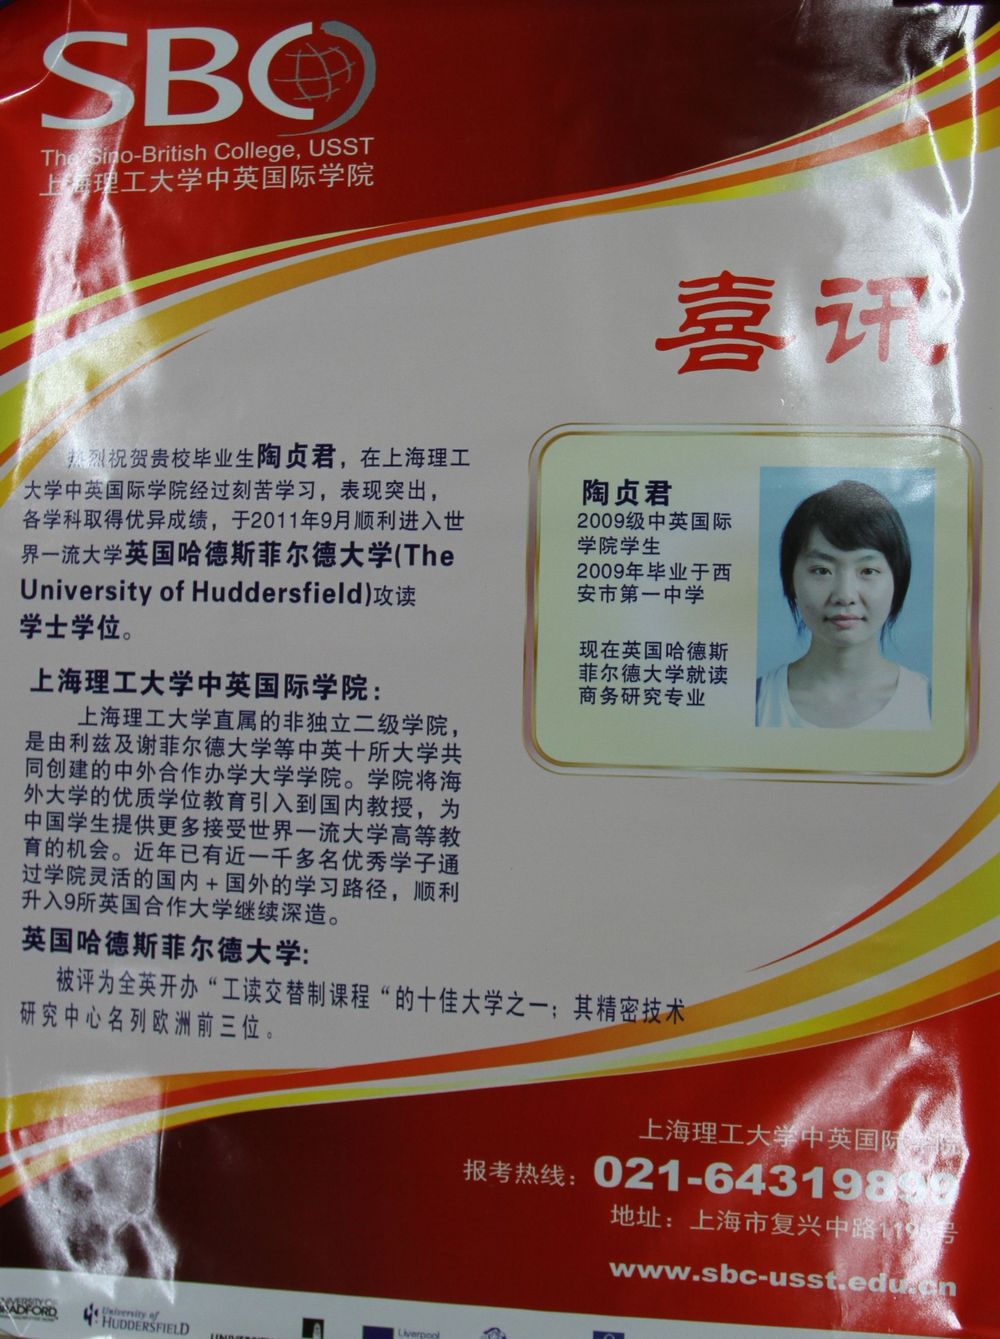 SBC
The Sino-British College, USST
上海理工大学中英国际学院
喜讯
热烈祝贺贵校毕业生陶贞君，在上海理工
大学中英国际学院经过刻苦学习，表现突出，
各学科取得优异成绩，于2011年9月顺利进入世
界一流大学英国哈德斯菲尔德大学(The
University of Huddersfield)攻读
学士学位。
陶贞君
2009级中英国际
学院学生
2009年毕业于西
安市第一中学
现在英国哈德斯
菲尔德大学就读
商务研究专业
上海理工大学中英国际学院：
上海理工大学直属的非独立二级学院，
是由利兹及谢菲尔德大学等中英十所大学共
同创建的中外合作办学大学学院。学院将海
外大学的优质学位教育引入到国内教授，为
中国学生提供更多接受世界一流大学高等教
育的机会。近年已有近一千多名优秀学子通
过学院灵活的国内+国外的学习路径，顺利
升入9所英国合作大学继续深造。
英国哈德斯菲尔德大学:
被评为全英开办“工读交替制课程“的十佳大学之一；其精密技术
研究中心名列欧洲前三位。
上海理工大学中英国际学院
报考热线：021-64319899
地址：上海市复兴中路1195号
www.sbc-usst.edu.cn
University of
HUDDERSFIELD
Liverpool